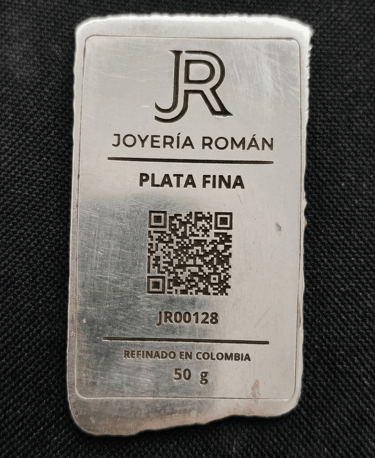 JR
JOYERÍA ROMÁN
PLATA FINA
JR00128
REFINADO EN COLOMBIA
50 g